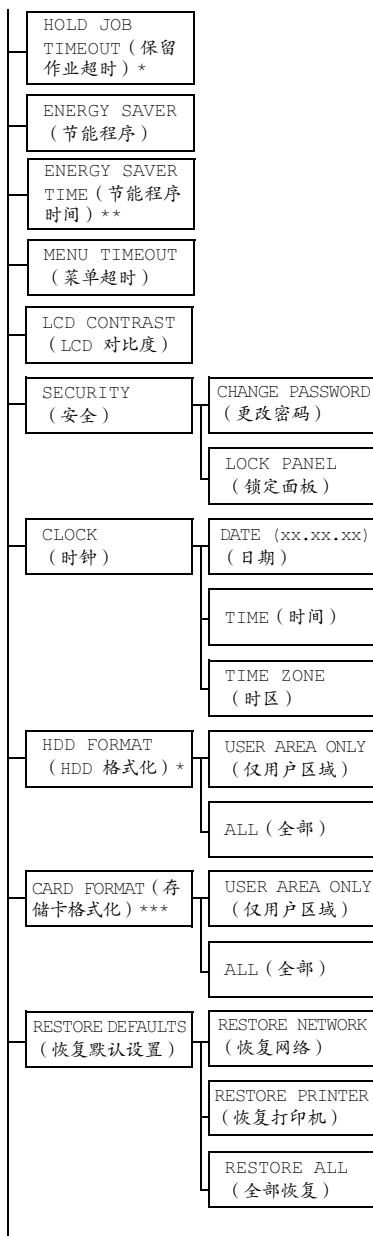 HOLD JOB
TIMEOUT（保留
作业超时）*
ENERGY SAVER
（节能程序）
ENERGY SAVER
TIME（节能程序
时间）**
MENU TIMEOUT
（菜单超时）
LCD CONTRAST
（LCD 对比度）
SECURITY
（安全）
CHANGE PASSWORD
（更改密码）
LOCK PANEL
（锁定面板）
CLOCK
（时钟）
DATE (xx.xx.xx)
（日期）
TIME（时间）
TIME ZONE
（时区）
HDD FORMAT
（HDD 格式化）*
USER AREA ONLY
（仅用户区域）
ALL（全部）
CARD FORMAT（存
储卡格式化）***
USER AREA ONLY
（仅用户区域）
ALL（全部）
RESTORE DEFAULTS
（恢复默认设置）
RESTORE NETWORK
（恢复网络）
RESTORE PRINTER
（恢复打印机）
RESTORE ALL
（全部恢复）